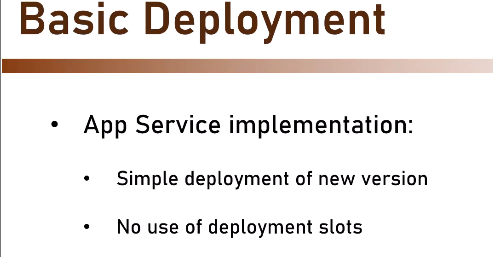 Basic Deployment
• App Service implementation:
• Simple deployment of new version
• No use of deployment slots